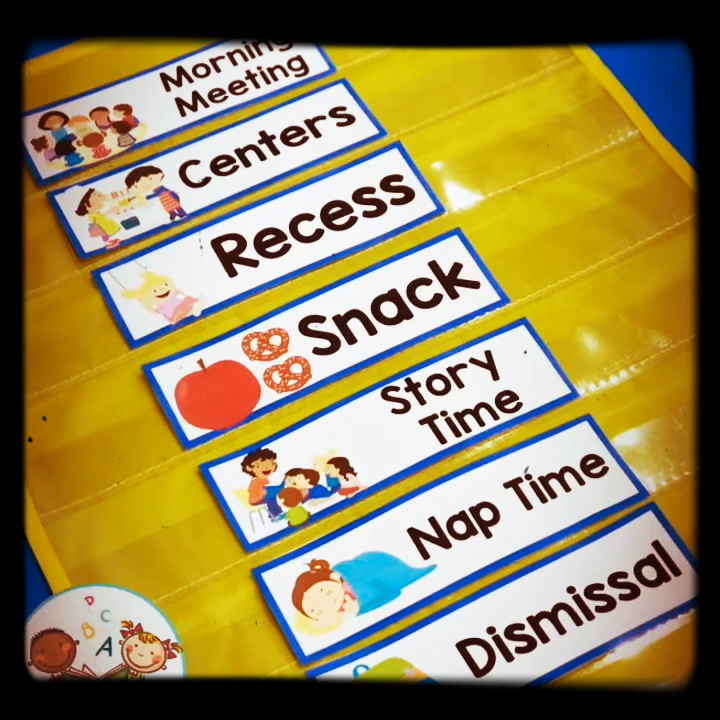 Morning
Meeting
Centers
Recess
Snack
Story
Time
Nap Time
Dismissal
D
C
B
A